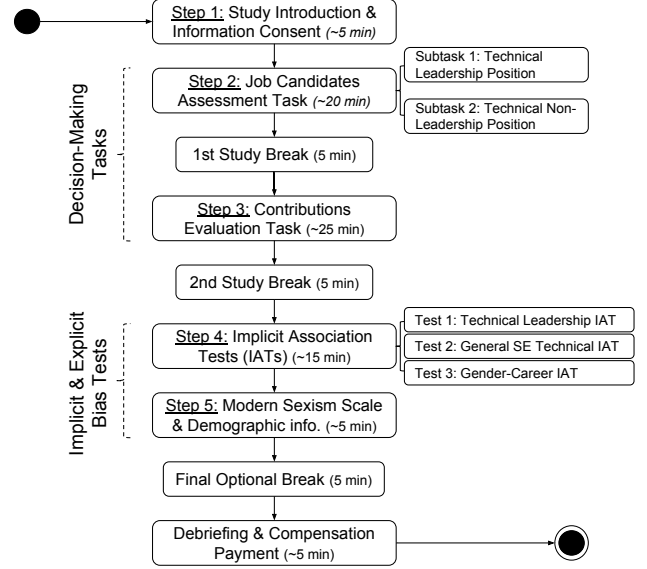 Step 1: Study Introduction &
Information Consent (~5 min)
Step 2: Job Candidates
Assessment Task (~20 min)
Subtask 1: Technical
Leadership Position
Subtask 2: Technical Non-
Leadership Position
Decision-Making
Tasks
1st Study Break (5 min)
Step 3: Contributions
Evaluation Task (~25 min)
2nd Study Break (5 min)
Implicit & Explicit
Bias Tests
Step 4: Implicit Association
Tests (IATs) (~15 min)
Test 1: Technical Leadership IAT
Test 2: General SE Technical IAT
Test 3: Gender-Career IAT
Step 5: Modern Sexism Scale
& Demographic info. (~5 min)
Final Optional Break (5 min)
Debriefing & Compensation
Payment (~5 min)